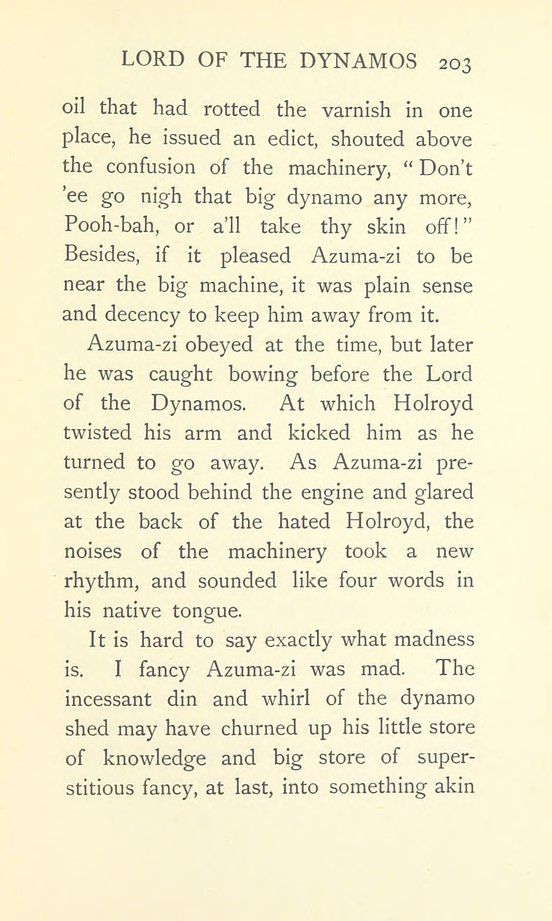 LORD OF THE DYNAMOS 203
oil that had rotted the varnish in one
place, he issued an edict, shouted above
the confusion of the machinery, “ Don’t
’ee go nigh that big dynamo any more,
Pooh-bah, or a’ll take thy skin off!”
Besides, if it pleased Azuma-zi to be
near the big machine, it was plain sense
and decency to keep him away from it.
Azuma-zi obeyed at the time, but later
he was caught bowing before the Lord
of the Dynamos. At which Holroyd
twisted his arm and kicked him as he
turned to go away. As Azuma-zi pre-
sently stood behind the engine and glared
at the back of the hated Holroyd, the
noises of the machinery took a new
rhythm, and sounded like four words in
his native tongue.
It is hard to say exactly what madness
is. I fancy Azuma-zi was mad. The
incessant din and whirl of the dynamo
shed may have churned up his little store
of knowledge and big store of super-
stitious fancy, at last, into something akin